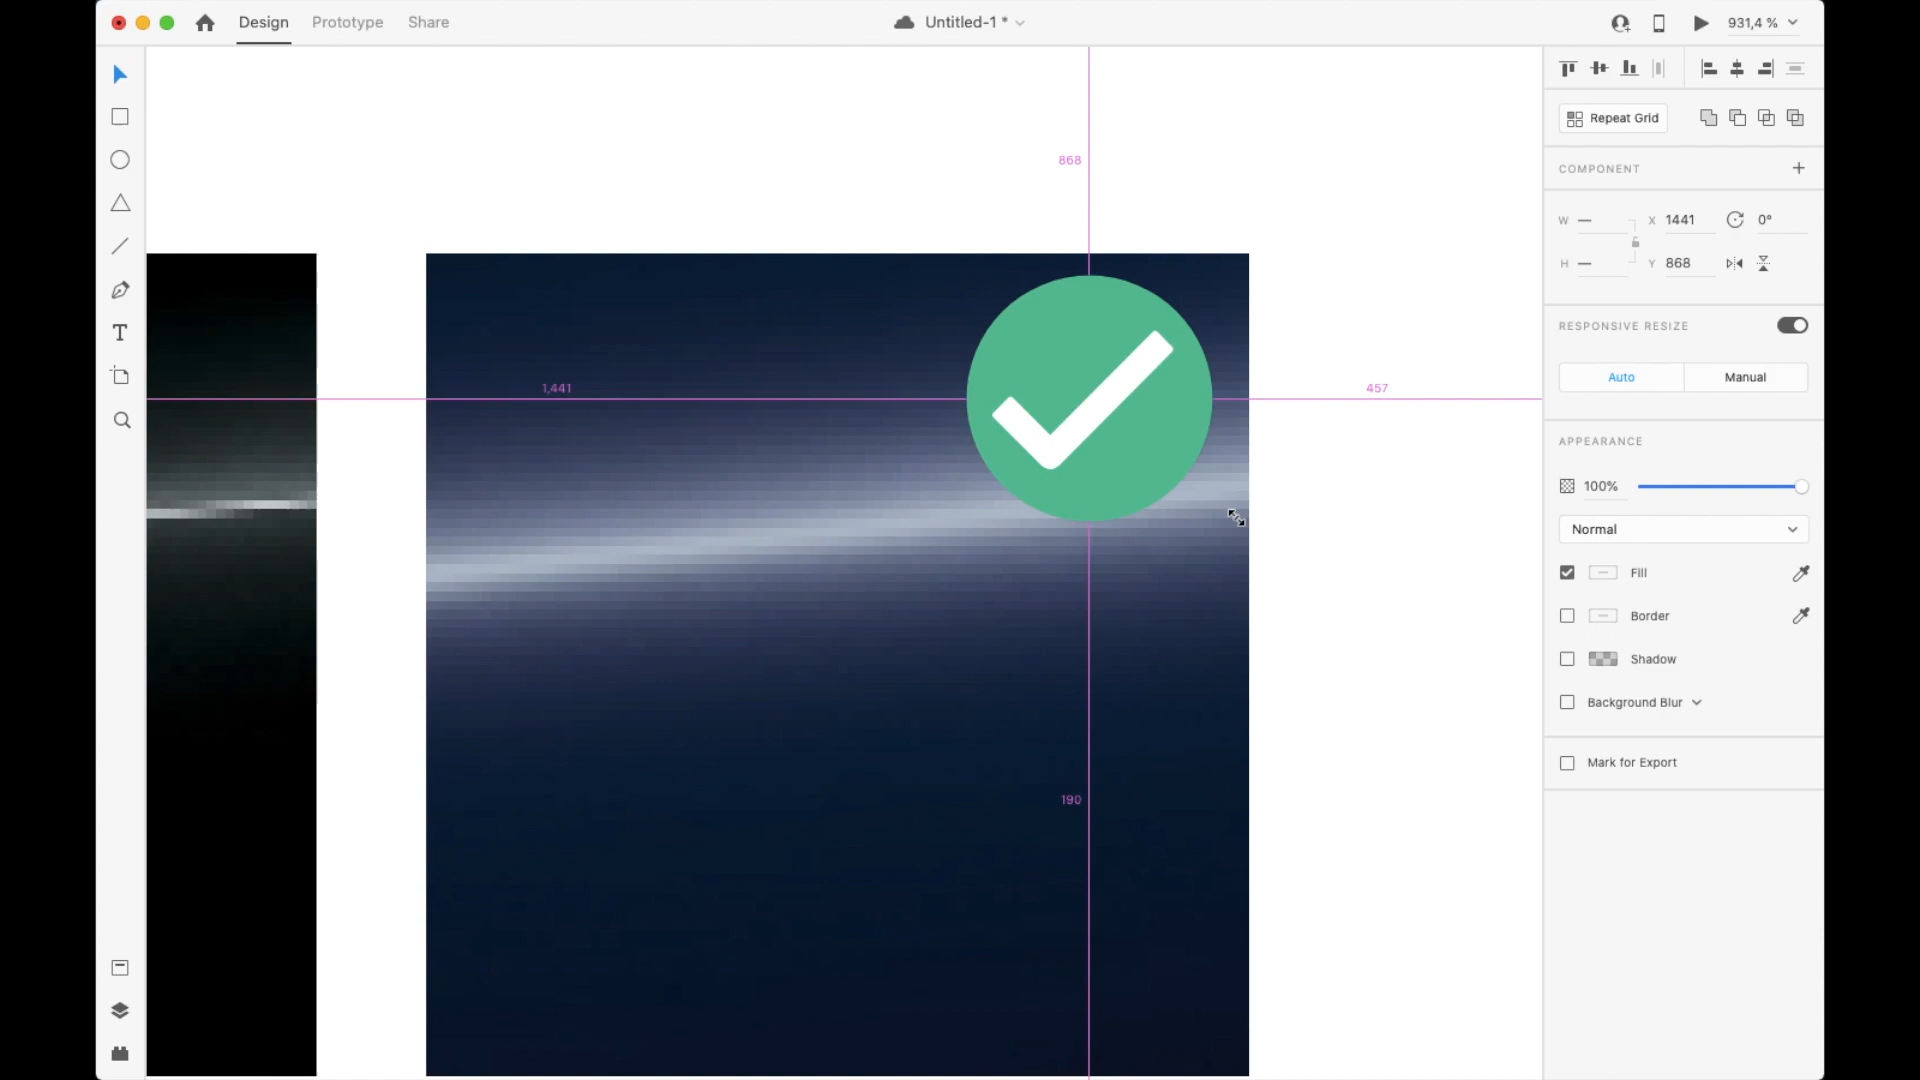 Design
Prototype
Share
Untitled-1 *
931,4 %
Repeat Grid
COMPONENT
W —
X 1441
0°
H —
Y 868
RESPONSIVE RESIZE
Auto
Manual
APPEARANCE
100%
Normal
Fill
Border
Shadow
Background Blur
Mark for Export
868
1,441
457
190
T